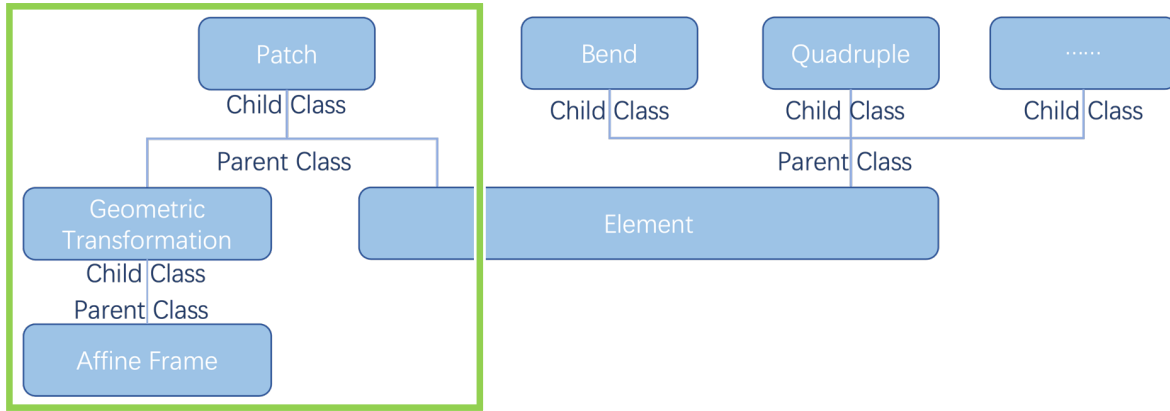 Patch
Bend
Quadruple
······
Child Class
Child Class
Child Class
Child Class
Parent Class
Parent Class
Geometric
Transformation
Element
Child Class
Parent Class
Affine Frame